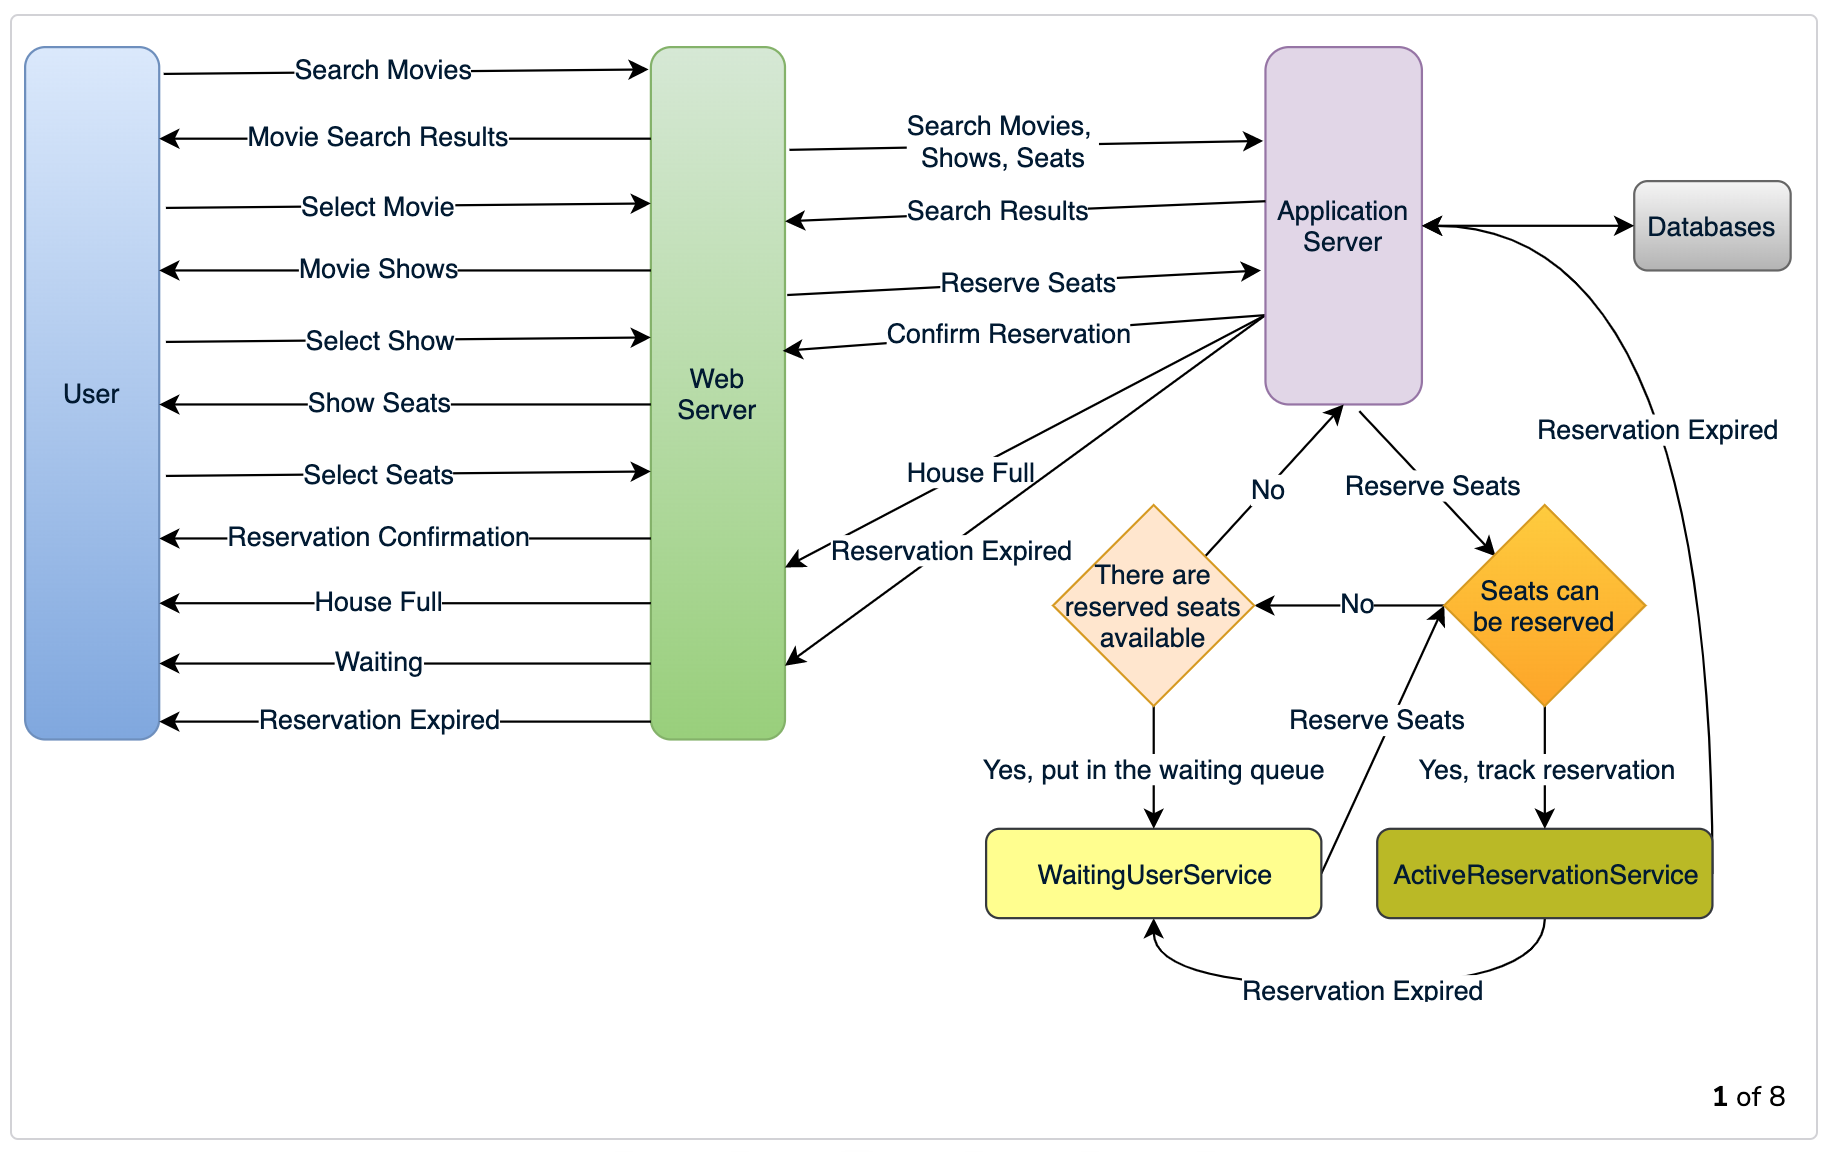 Search Movies
Movie Search Results
Select Movie
Movie Shows
Select Show
Show Seats
Select Seats
Reservation Confirmation
House Full
Waiting
Reservation Expired
User
Web
Server
Search Movies,
Shows, Seats
Search Results
Reserve Seats
Confirm Reservation
House Full
Reservation Expired
Application
Server
Databases
Reservation Expired
No
Reserve Seats
There are
reserved seats
available
No
Seats can
be reserved
Reserve Seats
Yes, put in the waiting queue
Yes, track reservation
WaitingUserService
ActiveReservationService
Reservation Expired
1 of 8